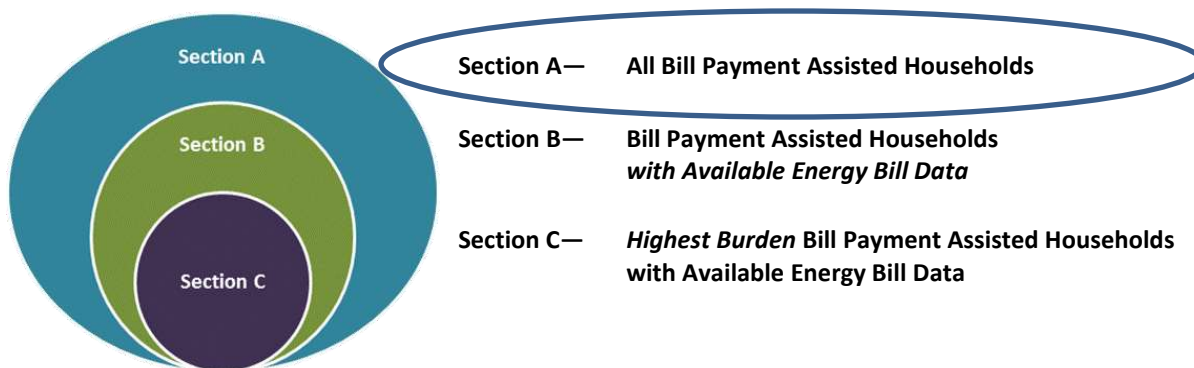 Section A
Section B
Section C
Section A— All Bill Payment Assisted Households
Section B— Bill Payment Assisted Households
with Available Energy Bill Data
Section C— Highest Burden Bill Payment Assisted Households
with Available Energy Bill Data